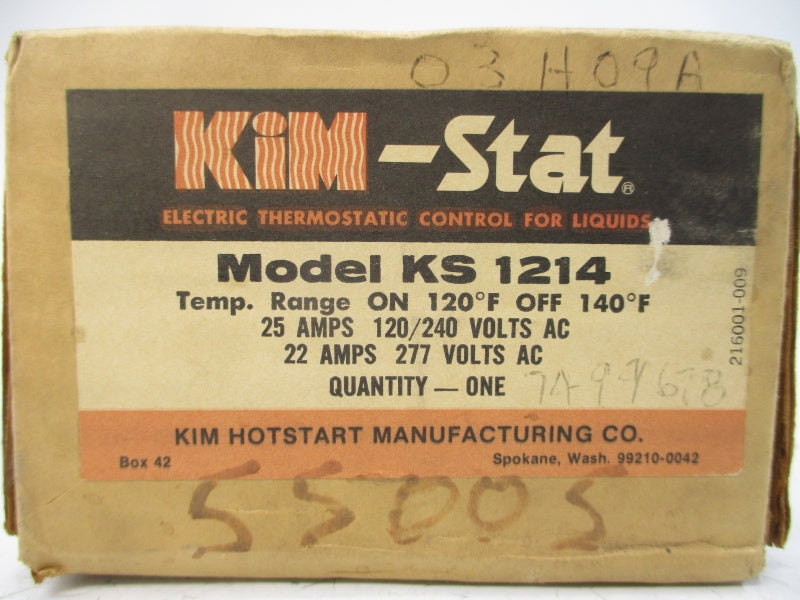 03H09A
KiM-Stat®
ELECTRIC THERMOSTATIC CONTROL FOR LIQUIDS
Model KS 1214
Temp. Range ON 120°F OFF 140°F
25 AMPS 120/240 VOLTS AC
22 AMPS 277 VOLTS AC
QUANTITY — ONE
216001-009
KIM HOTSTART MANUFACTURING CO.
Box 42
Spokane, Wash. 99210-0042
55005